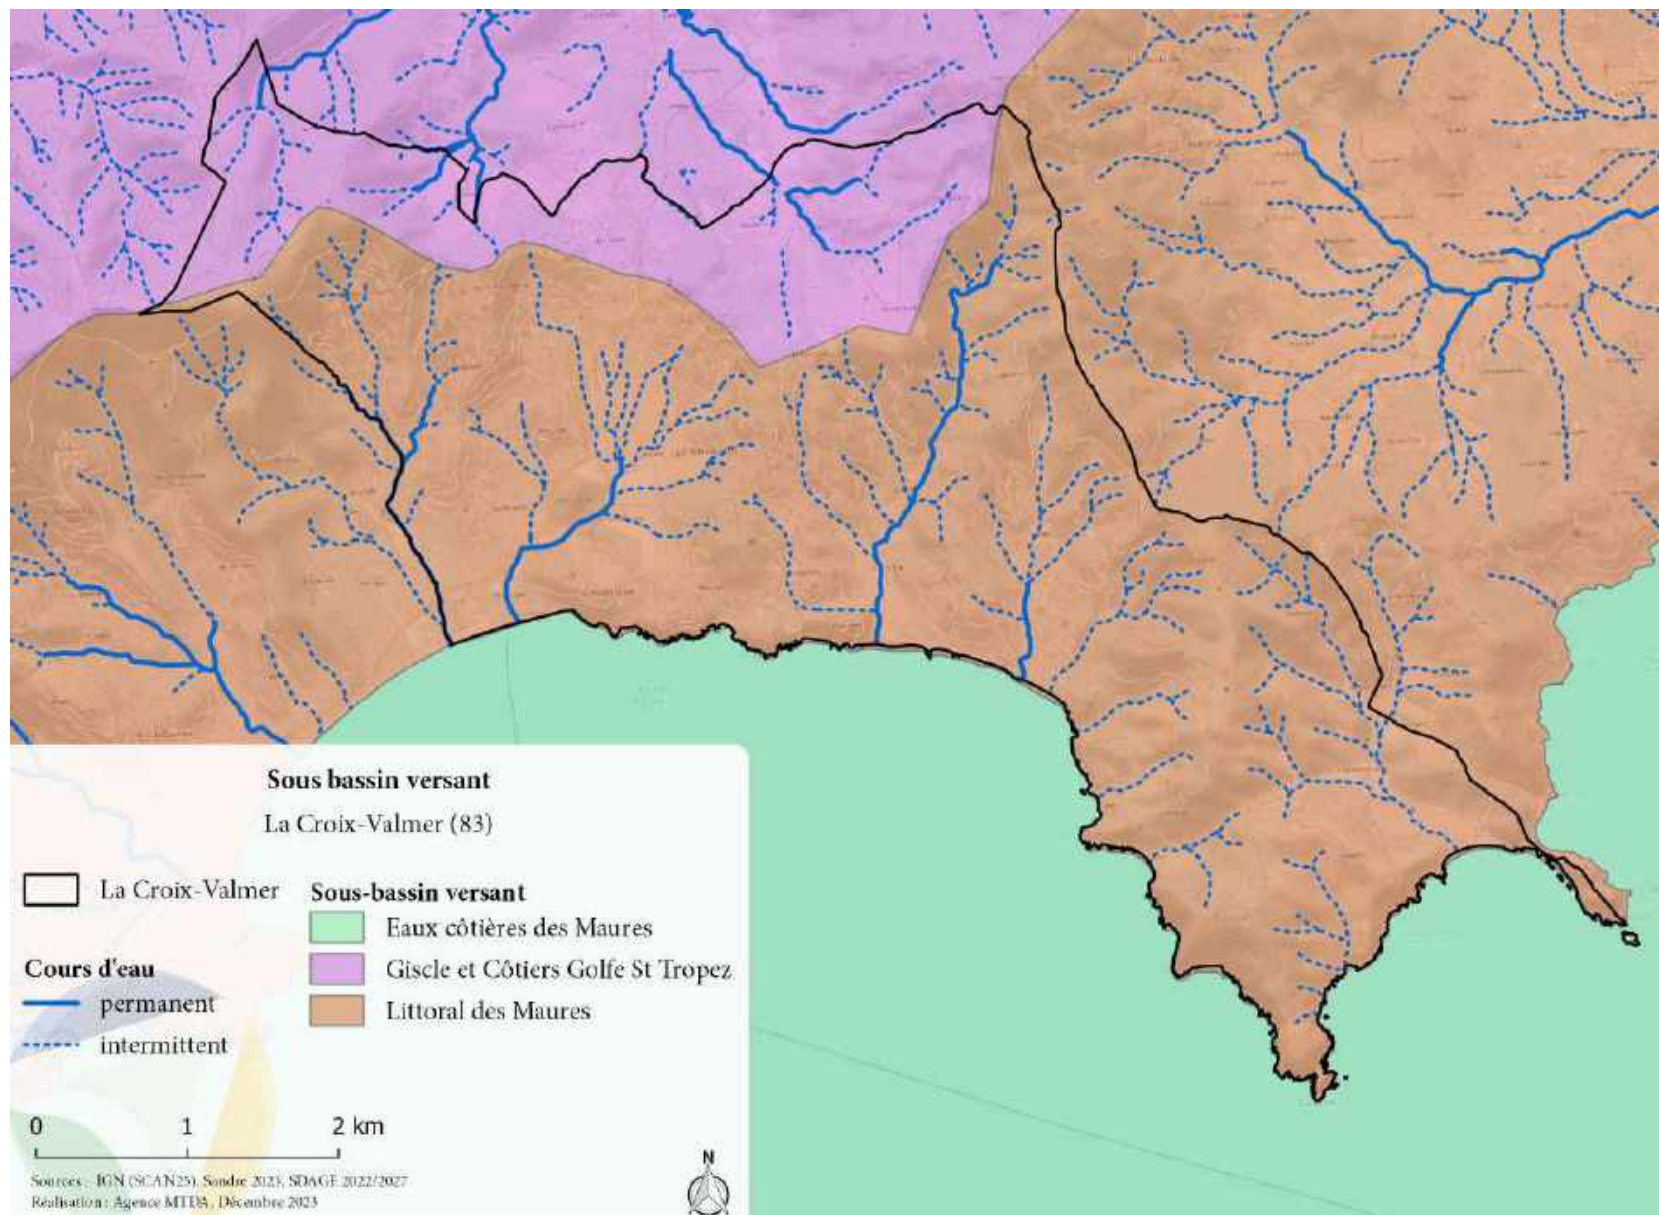 Sous bassin versant
La Croix-Valmer (83)
La Croix-Valmer
Cours d'eau
permanent
intermittent
Sous-bassin versant
Eaux côtières des Maures
Giscle et Côtiers Golfe St Tropez
Littoral des Maures
0 1 2 km
Sources : IGN (SCAN25), Sandre 2023, SDAGE 2022/2027
Réalisation : Agence MTDA, Décembre 2023
N